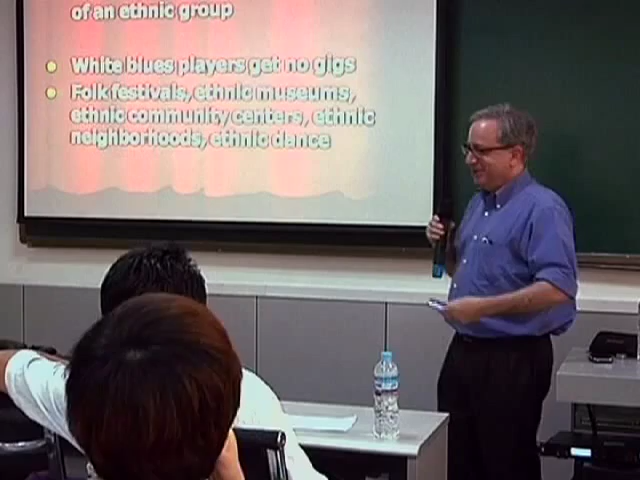 of an ethnic group
White blues players get no gigs
Folk festivals, ethnic museums,
ethnic community centers, ethnic
neighborhoods, ethnic dance